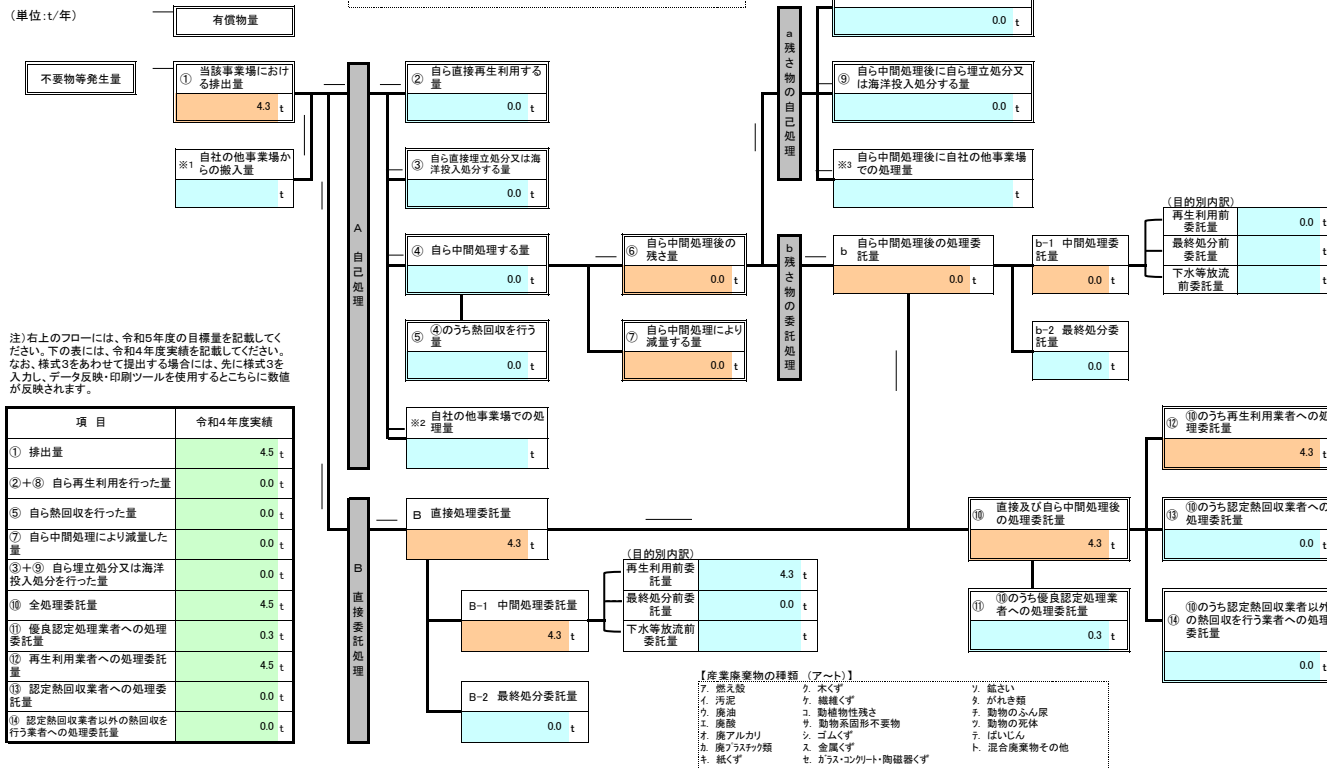 (単位:t/年)
有償物量
不要物等発生量
① 当該事業場におけ
る排出量
4.3 t
※1 自社の他事業場か
らの搬入量
t
A 自己処理
② 自ら直接再生利用する
量
0.0 t
③ 自ら直接埋立処分又は海
洋投入処分する量
0.0 t
④ 自ら中間処理する量
0.0 t
⑤ ④のうち熱回収を行う
量
0.0 t
※2 自社の他事業場での処
理量
t
⑥ 自ら中間処理後の
残さ量
0.0 t
⑦ 自ら中間処理により
減量する量
0.0 t
a 残さ物の自己処理
0.0 t
⑨ 自ら中間処理後に自ら埋立処分又
は海洋投入処分する量
0.0 t
※3 自ら中間処理後に自社の他事業場
での処理量
t
b 残さ物の委託処理
b 自ら中間処理後の処理委
託量
0.0 t
b-1 中間処理委
託量
0.0 t
b-2 最終処分委
託量
0.0 t
(目的別内訳)
再生利用前
委託量
0.0 t
最終処分前
委託量
下水等放流
前委託量
注)右上のフローには、令和5年度の目標量を記載してく
ださい。下の表には、令和4年度実績を記載してください。
なお、様式3をあわせて提出する場合には、先に様式3を
入力し、データ反映・印刷ツールを使用するとこちらに数値
が反映されます。
項 目 令和4年度実績
① 排出量 4.5 t
②+⑧ 自ら再生利用を行った量 0.0 t
⑤ 自ら熱回収を行った量 0.0 t
⑦ 自ら中間処理により減量した
量 0.0 t
③+⑨ 自ら埋立処分又は海洋
投入処分を行った量 0.0 t
⑩ 全処理委託量 4.5 t
⑪ 優良認定処理業者への処理
委託量 0.3 t
⑫ 再生利用業者への処理委託
量 4.5 t
⑬ 認定熱回収業者への処理委
託量 0.0 t
⑭ 認定熱回収業者以外の熱回収を
行う業者への処理委託量 0.0 t
B 直接委託処理
B 直接処理委託量
4.3 t
B-1 中間処理委託量
4.3 t
B-2 最終処分委託量
0.0 t
(目的別内訳)
再生利用前委
託量
4.3 t
最終処分前委
託量
0.0 t
下水等放流前
委託量
t
⑩ 直接及び自ら中間処理後
の処理委託量
4.3 t
⑪ ⑩のうち優良認定処理業
者への処理委託量
0.3 t
⑫ ⑩のうち再生利用業者への処
理委託量
4.3 t
⑬ ⑩のうち認定熱回収業者への
処理委託量
0.0 t
⑭ ⑩のうち認定熱回収業者以外
の熱回収を行う業者への処理
委託量
0.0 t
【産業廃棄物の種類 (ア～ト)】
ア. 燃え殻 ク. 木くず ソ. 鉱さい
イ. 汚泥 ケ. 繊維くず タ. がれき類
ウ. 廃油 コ. 動植物性残さ チ. 動物のふん尿
エ. 廃酸 サ. 動物系固形不要物 ツ. 動物の死体
オ. 廃アルカリ シ. ゴムくず テ. ばいじん
カ. 廃プラスチック類 ス. 金属くず ト. 混合廃棄物その他
キ. 紙くず セ. ガラス・コンクリート・陶磁器くず